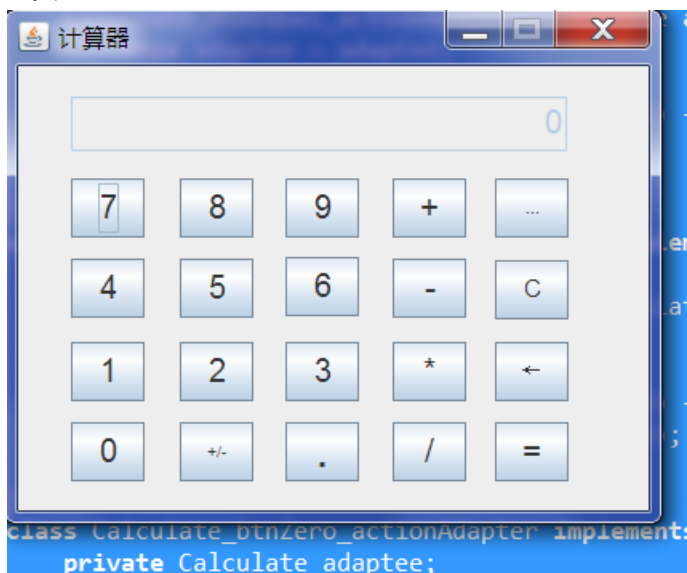 计算器
0
7 8 9 + ...
4 5 6 - C
1 2 3 * ←
0 +/- . / =
class Calculate_btnZero_actionAdapter implements
private Calculate adaptee;